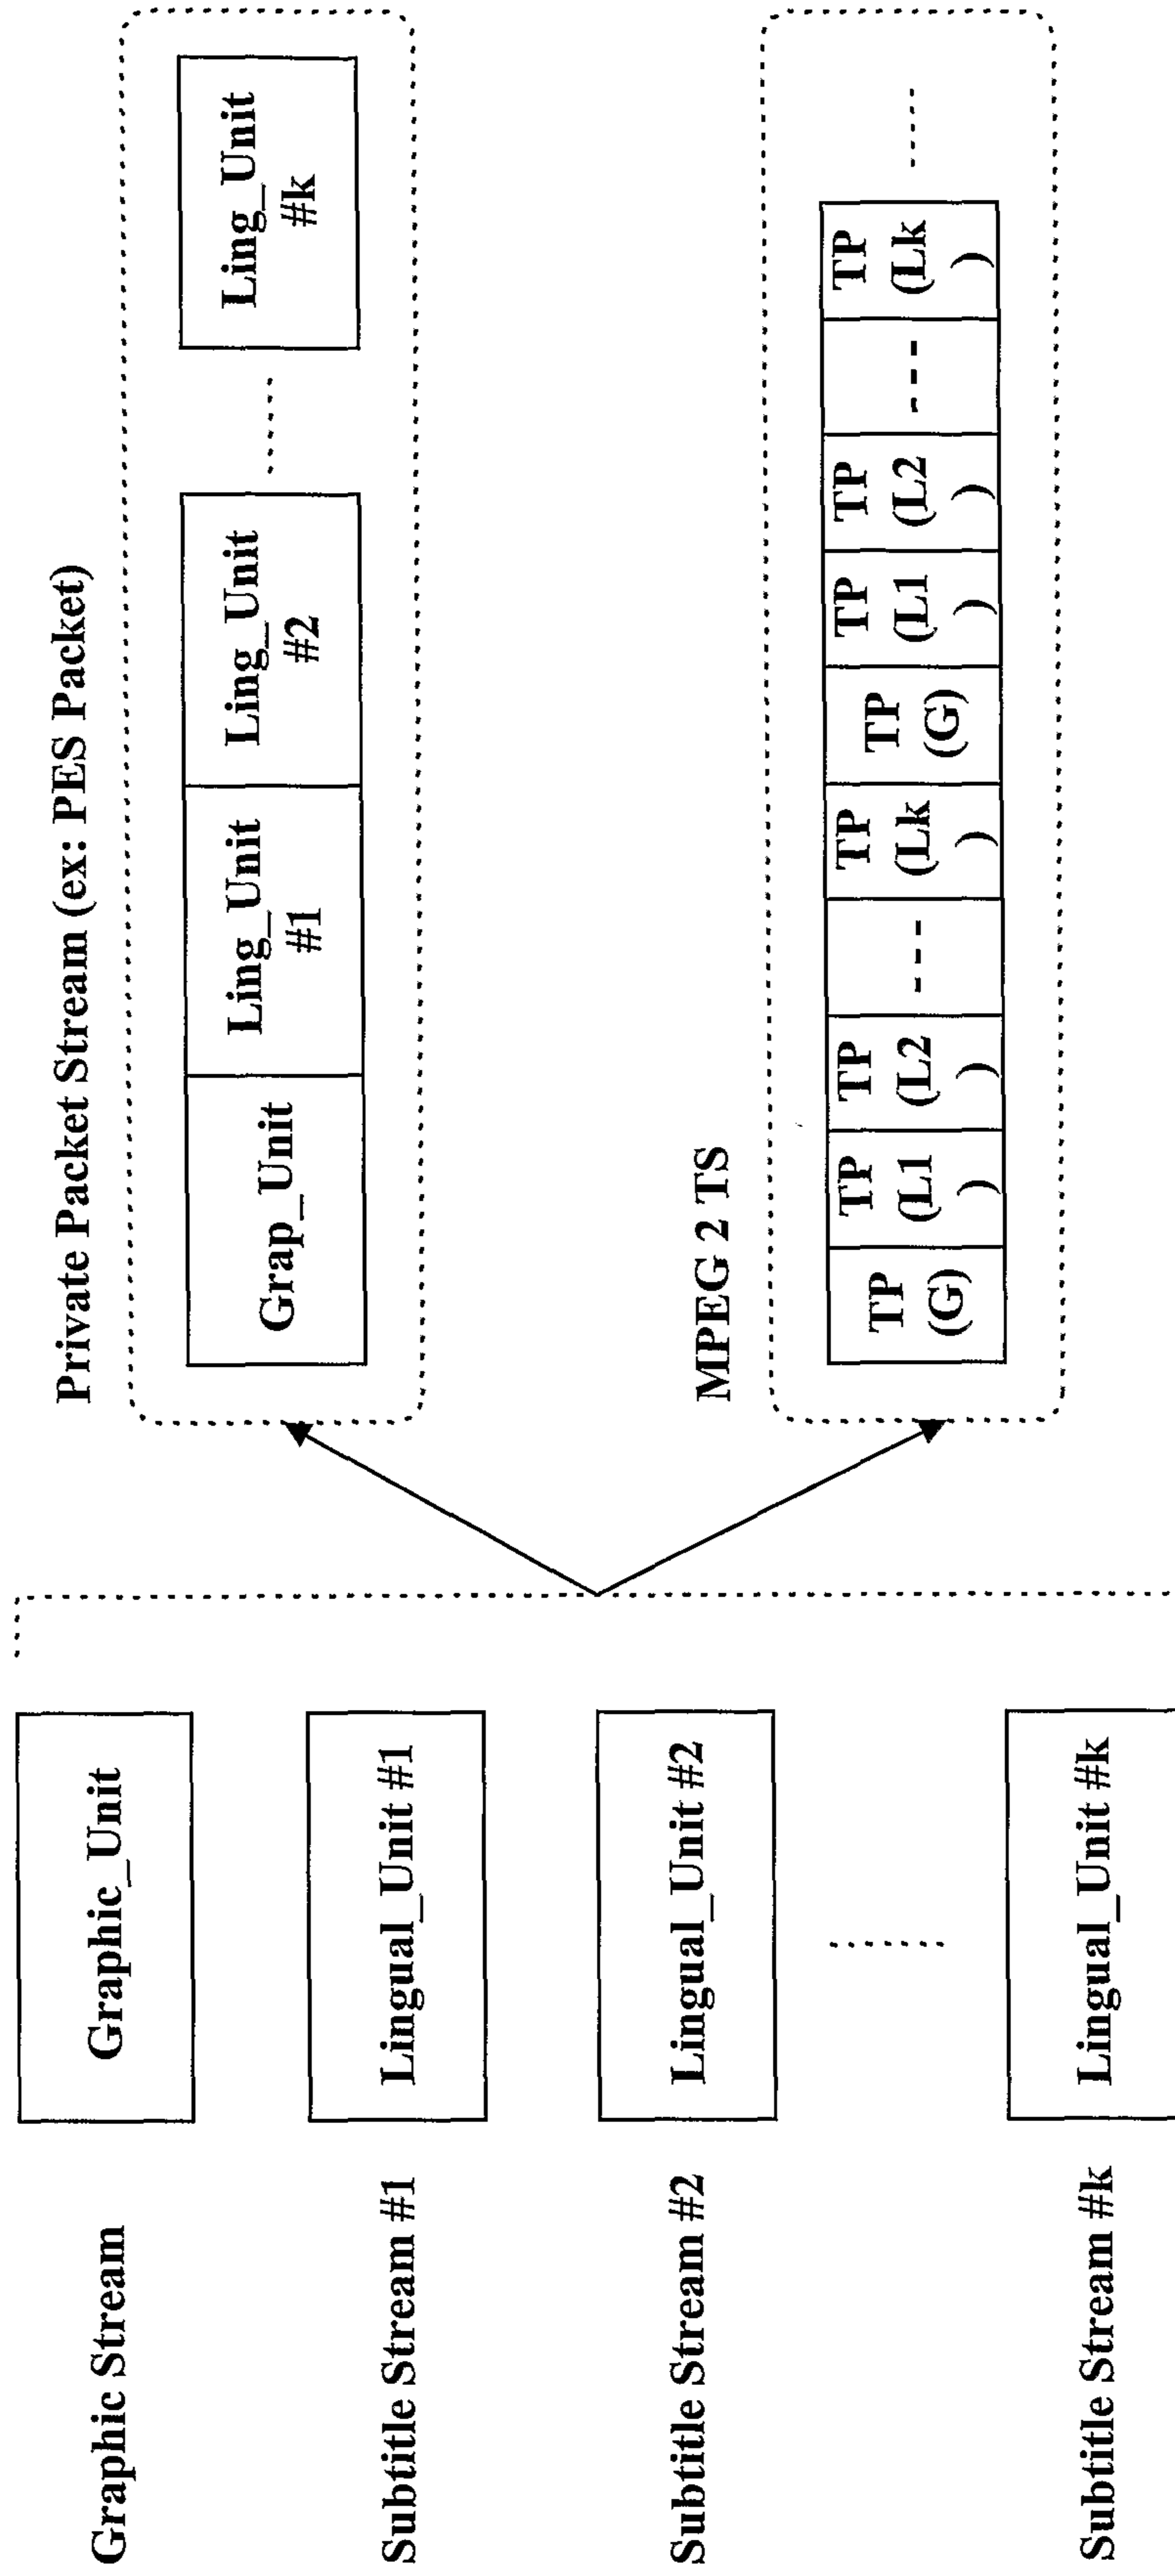 Graphic Stream
Graphic_Unit
Subtitle Stream #1
Lingual_Unit #1
Subtitle Stream #2
Lingual_Unit #2
Subtitle Stream #k
Lingual_Unit #k
Private Packet Stream (ex: PES Packet)
Grap_Unit
Ling_Unit
#1
Ling_Unit
#2
Ling_Unit
#k
MPEG 2 TS
TP
(G)
TP
(L1
)
TP
(L2
)
---
TP
(Lk
)
TP
(G)
TP
(L1
)
TP
(L2
)
---
TP
(Lk
)